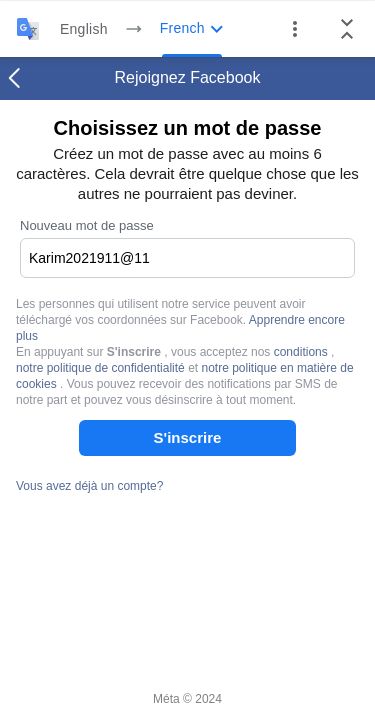 English → French
Rejoignez Facebook
Choisissez un mot de passe
Créez un mot de passe avec au moins 6
caractères. Cela devrait être quelque chose que les
autres ne pourraient pas deviner.
Nouveau mot de passe
Karim2021911@11
Les personnes qui utilisent notre service peuvent avoir
téléchargé vos coordonnées sur Facebook. Apprendre encore
plus
En appuyant sur S'inscrire , vous acceptez nos conditions ,
notre politique de confidentialité et notre politique en matière de
cookies . Vous pouvez recevoir des notifications par SMS de
notre part et pouvez vous désinscrire à tout moment.
S'inscrire
Vous avez déjà un compte?
Méta © 2024